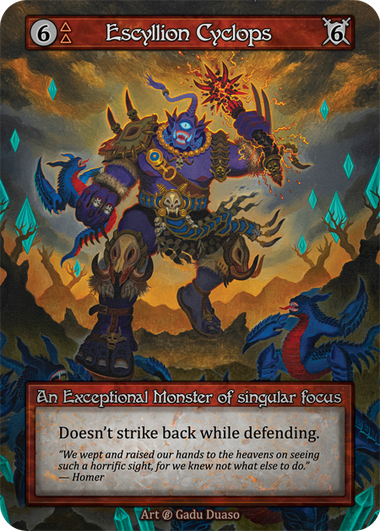 6 Escyllion Cyclops 6
An Exceptional Monster of singular focus
Doesn't strike back while defending.
"We wept and raised our hands to the heavens on seeing
such a horrific sight, for we knew not what else to do."
— Homer
Art @ Gadu Duaso